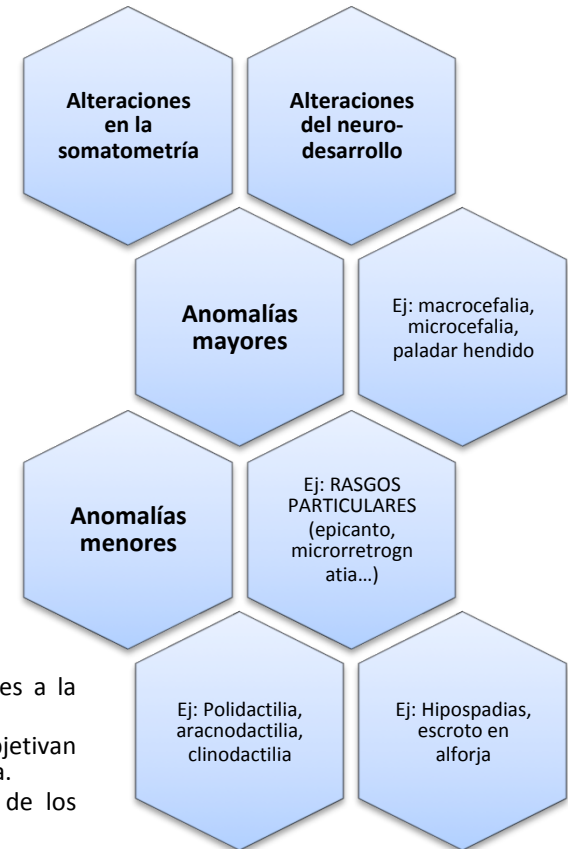 Alteraciones
en la
somatometría
Alteraciones
del neuro-
desarrollo
Anomalías
mayores
Ej: macrocefalia,
microcefalia,
paladar hendido
Anomalías
menores
Ej: RASGOS
PARTICULARES
(epicanto,
microrretrogn
atia...)
es a la
jetivan
a.
de los
Ej: Polidactilia,
aracnodactilia,
clinodactilia
Ej: Hipospadias,
escroto en
alforja